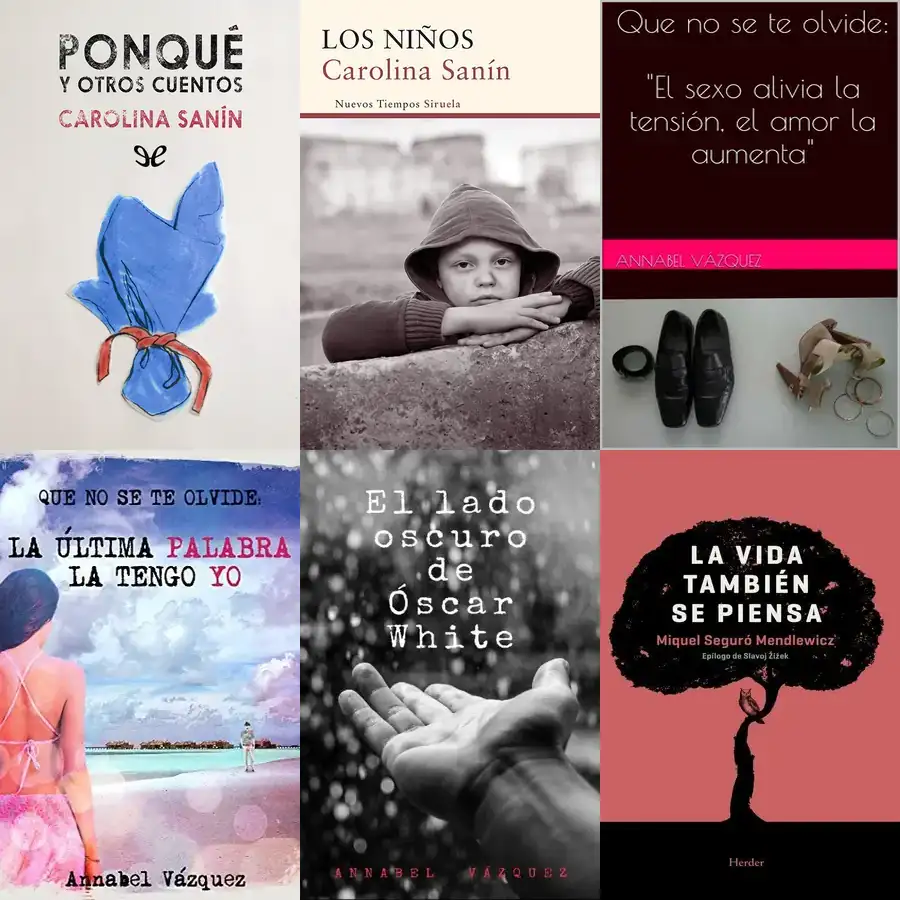 PONQUÉ
Y OTROS CUENTOS
CAROLINA SANÍN
LOS NIÑOS
Carolina Sanín
Nuevos Tiempos Siruela
Que no se te olvide:
"El sexo alivia la
tensión, el amor la
aumenta"
ANNABEL VÁZQUEZ
QUE NO SE TE OLVIDE:
LA ÚLTIMA PALABRA
LA TENGO YO
Annabel Vázquez
El lado
oscuro
de
Óscar
White
ANNABEL VÁZQUEZ
LA VIDA
TAMBIÉN
SE PIENSA
Miquel Seguró Mendlewicz
Epílogo de Slavoj Žižek
Herder